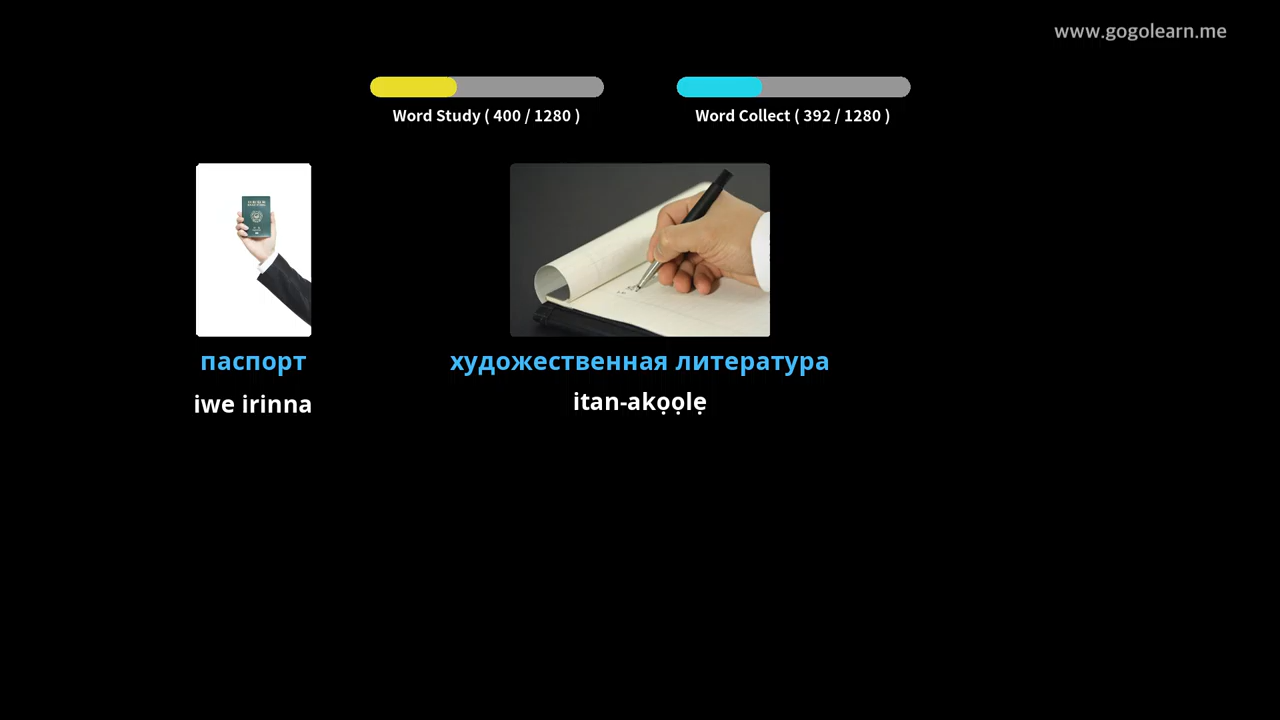 www.gogolearn.me
Word Study ( 400 / 1280 )
Word Collect ( 392 / 1280 )
паспорт
художественная литература
iwe irinna
itan-akọọlẹ